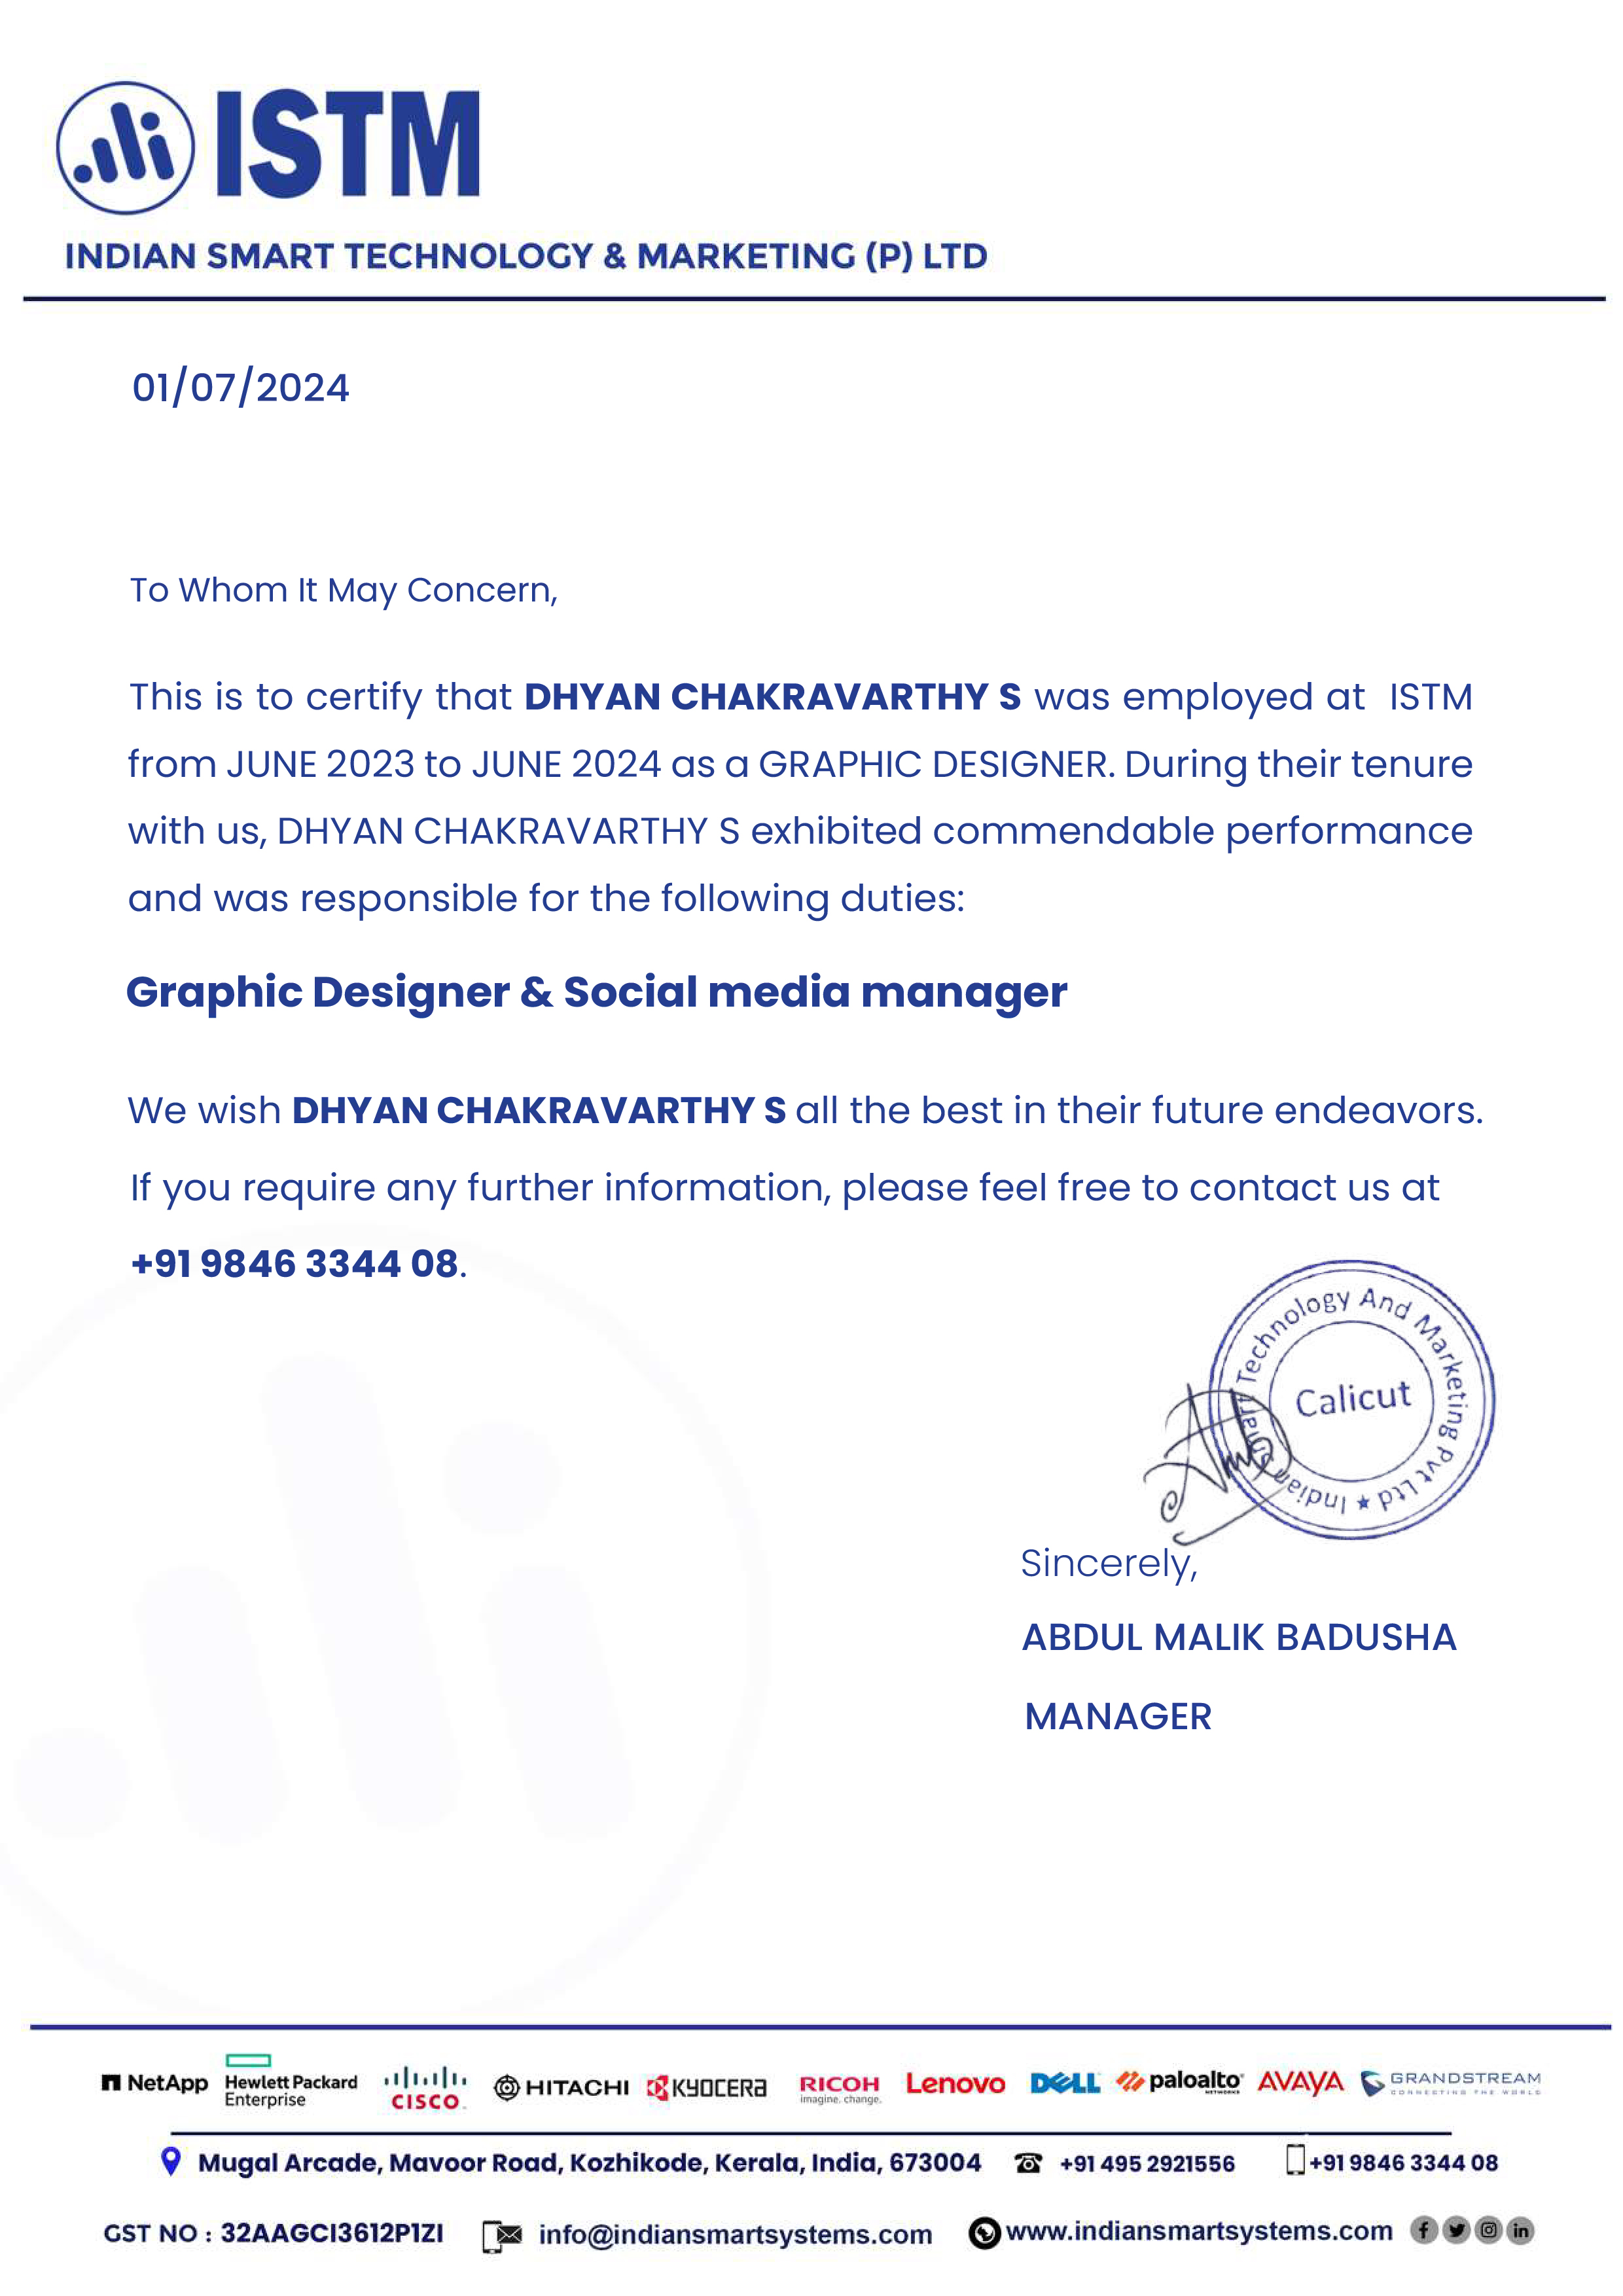 ISTM
INDIAN SMART TECHNOLOGY & MARKETING (P) LTD
01/07/2024
To Whom It May Concern,
This is to certify that DHYAN CHAKRAVARTHY S was employed at ISTM
from JUNE 2023 to JUNE 2024 as a GRAPHIC DESIGNER. During their tenure
with us, DHYAN CHAKRAVARTHY S exhibited commendable performance
and was responsible for the following duties:
Graphic Designer & Social media manager
We wish DHYAN CHAKRAVARTHY S all the best in their future endeavors.
If you require any further information, please feel free to contact us at
+91 9846 3344 08.
Indian Smart Technology And Marketing Pvt Ltd ★
Calicut
Sincerely,
ABDUL MALIK BADUSHA
MANAGER
NetApp Hewlett Packard Enterprise CISCO HITACHI KYOCERA RICOH imagine. change. Lenovo DELL paloalto NETWORKS AVAYA GRANDSTREAM CONNECTING THE WORLD
Mugal Arcade, Mavoor Road, Kozhikode, Kerala, India, 673004 +91 495 2921556 +91 9846 3344 08
GST NO : 32AAGCI3612P1ZI info@indiansmartsystems.com www.indiansmartsystems.com